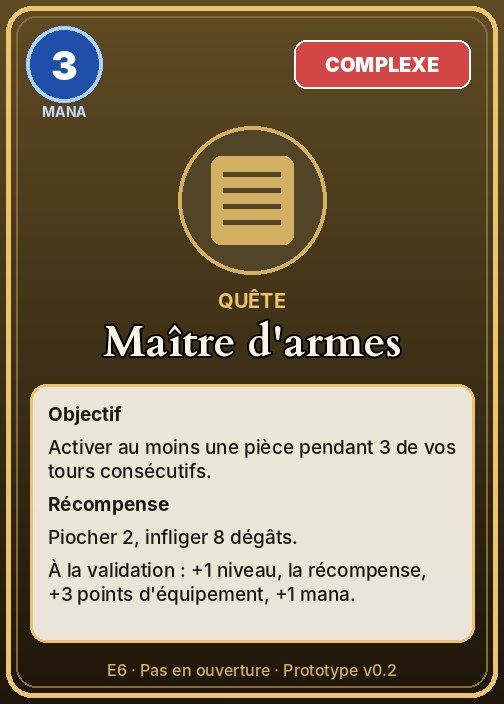 3
COMPLEXE
MANA
QUÊTE
Maître d'armes
Objectif
Activer au moins une pièce pendant 3 de vos
tours consécutifs.
Récompense
Piocher 2, infliger 8 dégâts.
À la validation : +1 niveau, la récompense,
+3 points d'équipement, +1 mana.
E6 · Pas en ouverture · Prototype v0.2